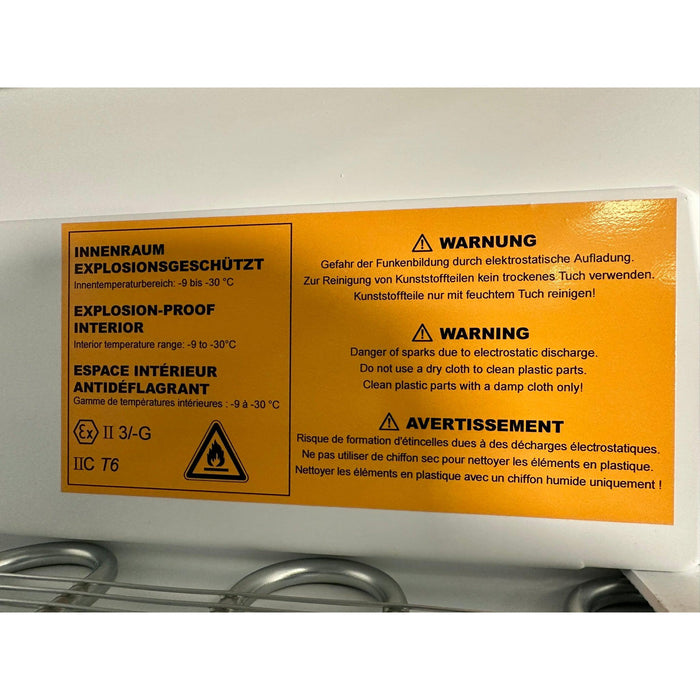 INNENRAUM
EXPLOSIONSGESCHÜTZT
Innentemperaturbereich: -9 bis -30 °C
EXPLOSION-PROOF
INTERIOR
Interior temperature range: -9 to -30°C
ESPACE INTÉRIEUR
ANTIDÉFLAGRANT
Gamme de températures intérieures : -9 à -30 °C
Ex II 3/-G
IIC T6
WARNUNG
Gefahr der Funkenbildung durch elektrostatische Aufladung.
Zur Reinigung von Kunststoffteilen kein trockenes Tuch verwenden.
Kunststoffteile nur mit feuchtem Tuch reinigen!
WARNING
Danger of sparks due to electrostatic discharge.
Do not use a dry cloth to clean plastic parts.
Clean plastic parts with a damp cloth only!
AVERTISSEMENT
Risque de formation d'étincelles dues à des décharges électrostatiques.
Ne pas utiliser de chiffon sec pour nettoyer les éléments en plastique.
Nettoyer les éléments en plastique avec un chiffon humide uniquement !